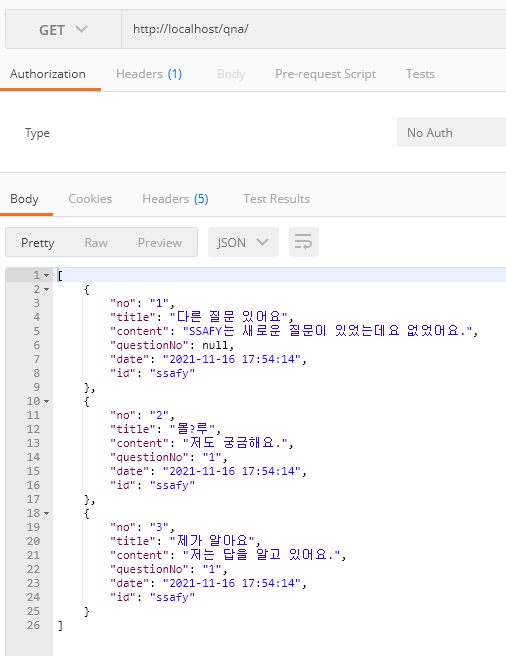 GET http://localhost/qna/
Authorization Headers (1) Body Pre-request Script Tests
Type No Auth
Body Cookies Headers (5) Test Results
Pretty Raw Preview JSON
1 [
2 {
3 "no": "1",
4 "title": "다른 질문 있어요",
5 "content": "SSAFY는 새로운 질문이 있었는데요 없었어요.",
6 "questionNo": null,
7 "date": "2021-11-16 17:54:14",
8 "id": "ssafy"
9 },
10 {
11 "no": "2",
12 "title": "몰?루",
13 "content": "저도 궁금해요.",
14 "questionNo": "1",
15 "date": "2021-11-16 17:54:14",
16 "id": "ssafy"
17 },
18 {
19 "no": "3",
20 "title": "제가 알아요",
21 "content": "저는 답을 알고 있어요.",
22 "questionNo": "1",
23 "date": "2021-11-16 17:54:14",
24 "id": "ssafy"
25 }
26 ]